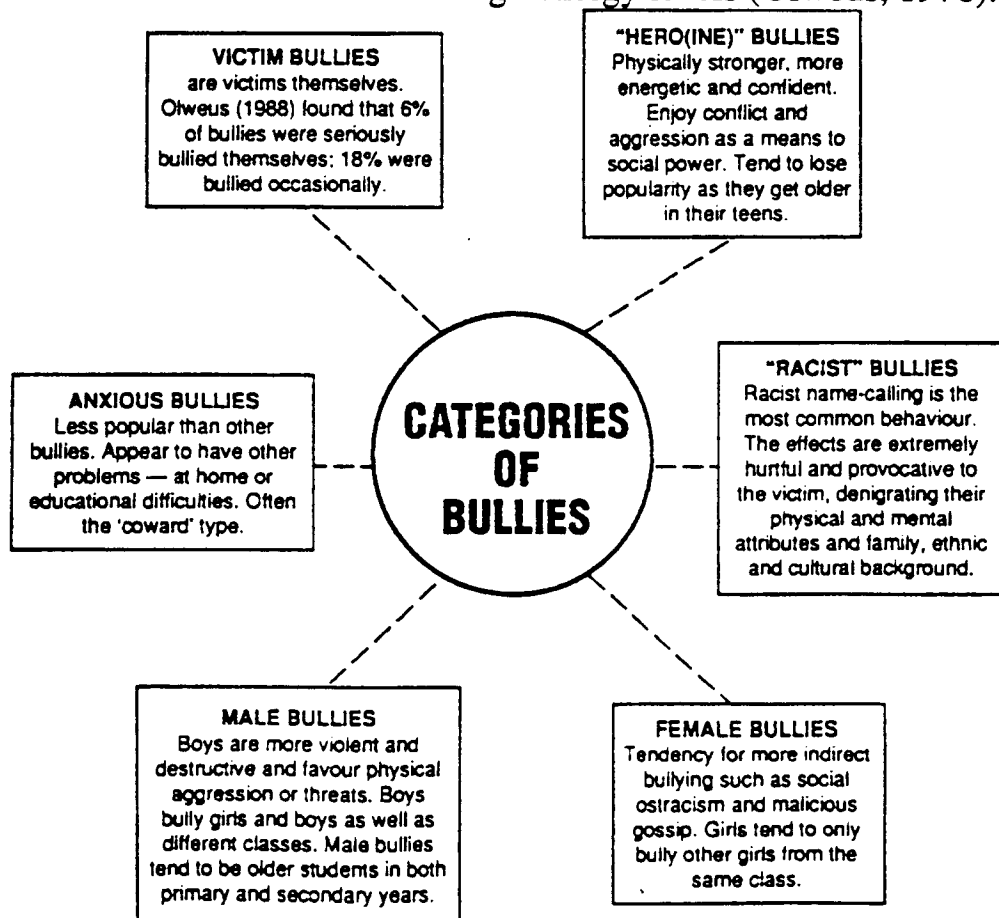 VICTIM BULLIES
are victims themselves.
Olweus (1988) found that 6%
of bullies were seriously
bullied themselves; 18% were
bullied occasionally.
"HERO(INE)" BULLIES
Physically stronger, more
energetic and confident.
Enjoy conflict and
aggression as a means to
social power. Tend to lose
popularity as they get older
in their teens.
ANXIOUS BULLIES
Less popular than other
bullies. Appear to have other
problems — at home or
educational difficulties. Often
the 'coward' type.
CATEGORIES
OF
BULLIES
"RACIST" BULLIES
Racist name-calling is the
most common behaviour.
The effects are extremely
hurtful and provocative to
the victim, denigrating their
physical and mental
attributes and family, ethnic
and cultural background.
MALE BULLIES
Boys are more violent and
destructive and favour physical
aggression or threats. Boys
bully girls and boys as well as
different classes. Male bullies
tend to be older students in both
primary and secondary years.
FEMALE BULLIES
Tendency for more indirect
bullying such as social
ostracism and malicious
gossip. Girls tend to only
bully other girls from the
same class.